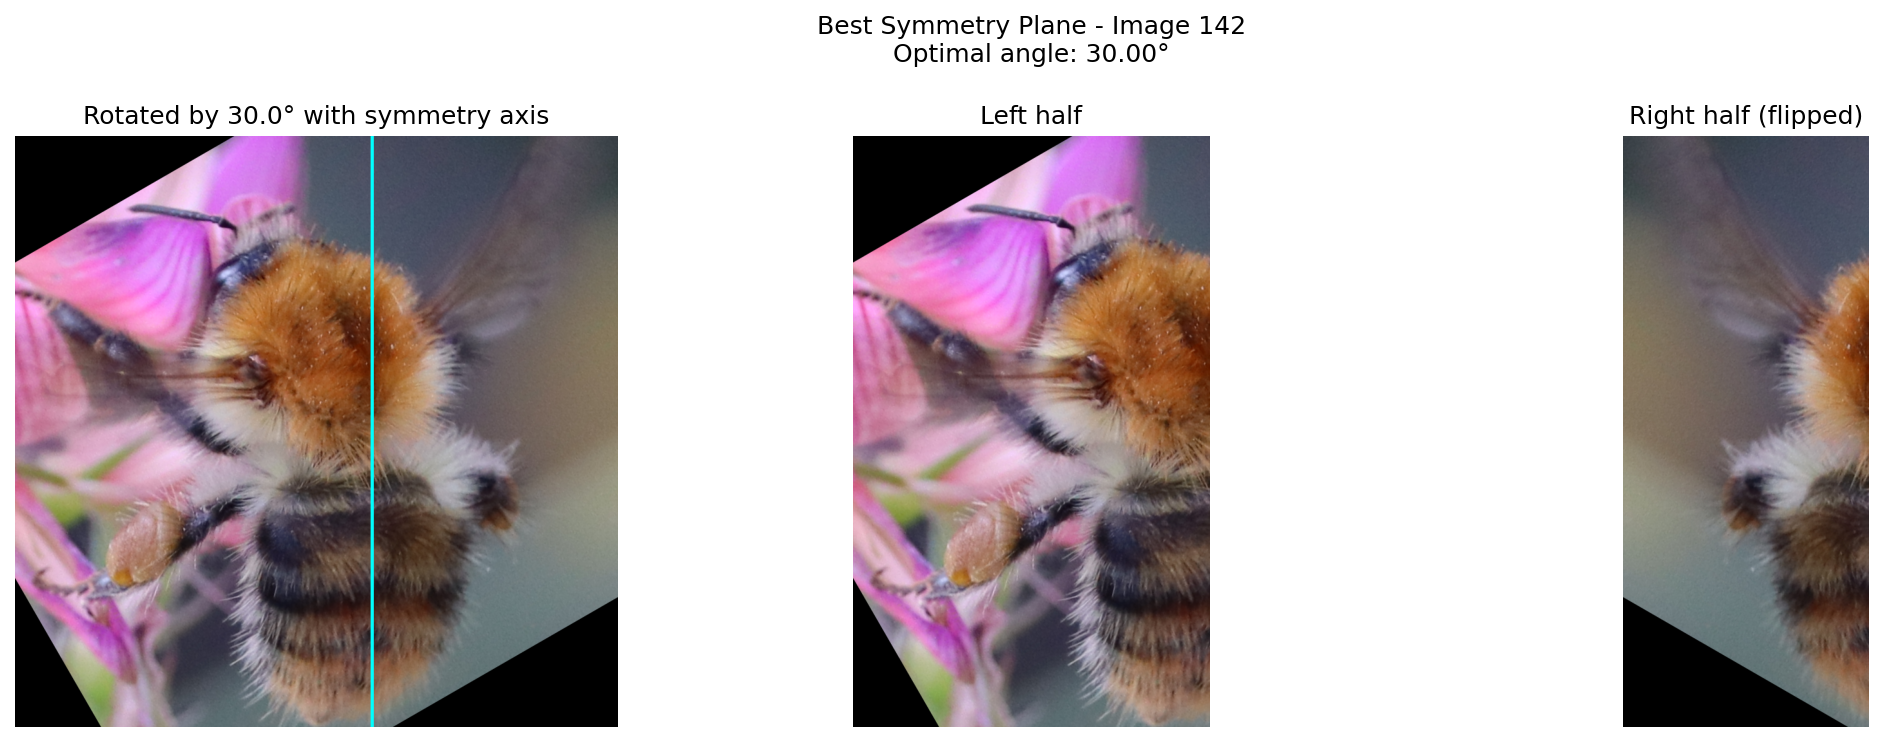 Best Symmetry Plane - Image 142
Optimal angle: 30.00°
Rotated by 30.0° with symmetry axis
Left half
Right half (flipped)